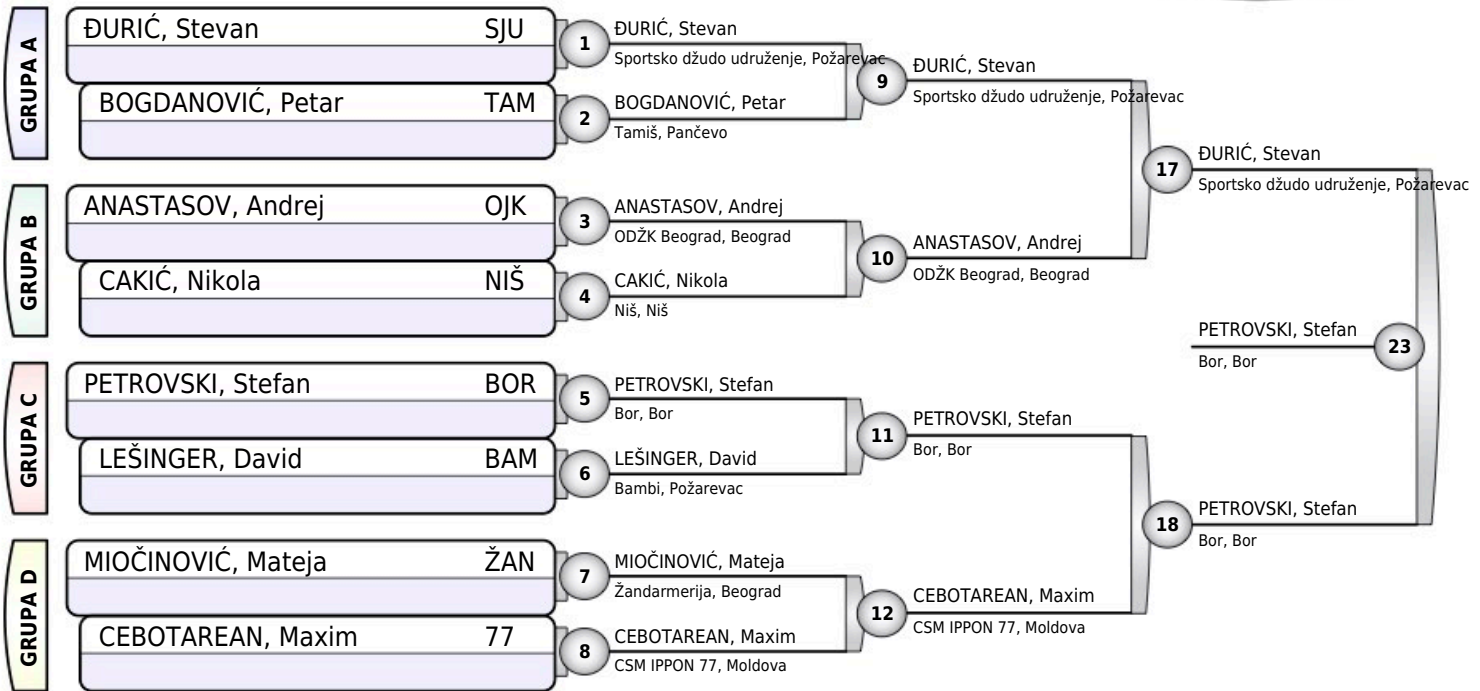 GRUPA A
ĐURIĆ, Stevan SJU
BOGDANOVIĆ, Petar TAM
1
ĐURIĆ, Stevan
Sportsko džudo udruženje, Požarevac
2
BOGDANOVIĆ, Petar
Tamiš, Pančevo
9
ĐURIĆ, Stevan
Sportsko džudo udruženje, Požarevac
GRUPA B
ANASTASOV, Andrej OJK
CAKIĆ, Nikola NIŠ
3
ANASTASOV, Andrej
ODŽK Beograd, Beograd
4
CAKIĆ, Nikola
Niš, Niš
10
ANASTASOV, Andrej
ODŽK Beograd, Beograd
17
ĐURIĆ, Stevan
Sportsko džudo udruženje, Požarevac
GRUPA C
PETROVSKI, Stefan BOR
LEŠINGER, David BAM
5
PETROVSKI, Stefan
Bor, Bor
6
LEŠINGER, David
Bambi, Požarevac
11
PETROVSKI, Stefan
Bor, Bor
GRUPA D
MIOČINOVIĆ, Mateja ŽAN
CEBOTAREAN, Maxim 77
7
MIOČINOVIĆ, Mateja
Žandarmerija, Beograd
8
CEBOTAREAN, Maxim
CSM IPPON 77, Moldova
12
CEBOTAREAN, Maxim
CSM IPPON 77, Moldova
18
PETROVSKI, Stefan
Bor, Bor
PETROVSKI, Stefan
Bor, Bor
23